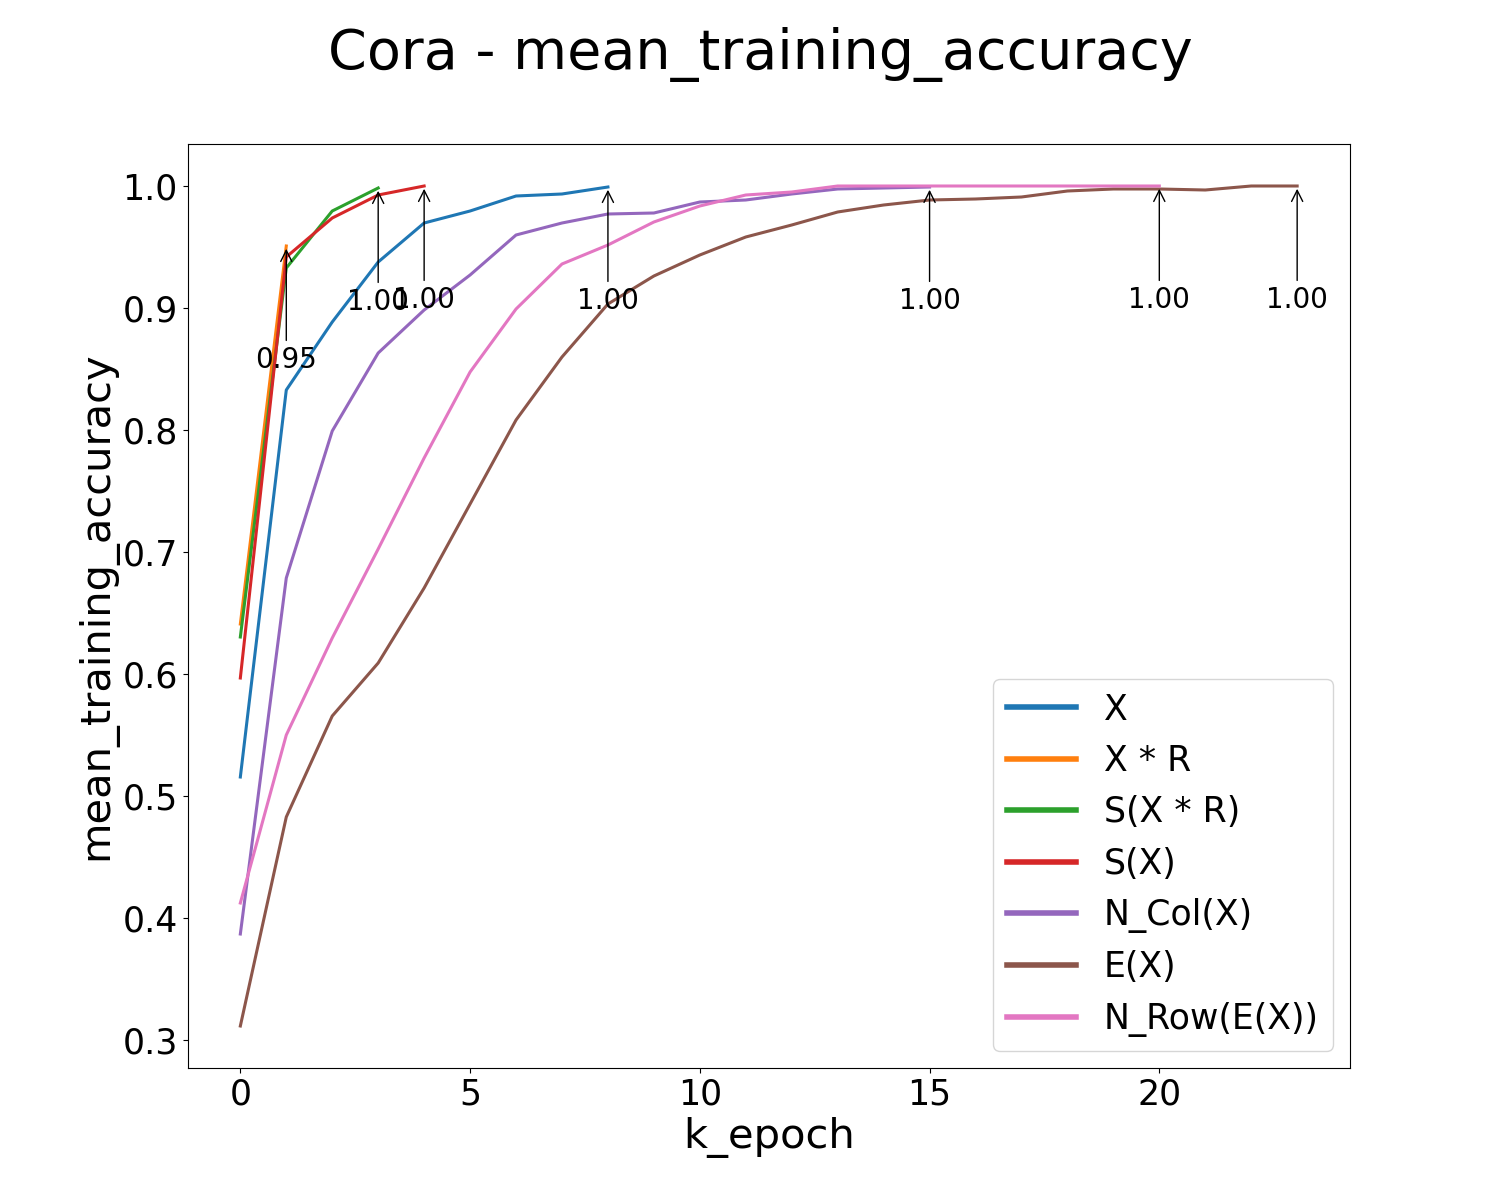 Cora - mean_training_accuracy
mean_training_accuracy
1.0
0.9
0.8
0.7
0.6
0.5
0.4
0.3
0.95
1.00
1.00
1.00
1.00
1.00
1.00
X
X * R
S(X * R)
S(X)
N_Col(X)
E(X)
N_Row(E(X))
0 5 10 15 20
k_epoch